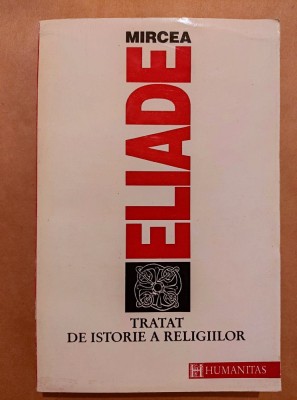 MIRCEA
ELIADE
TRATAT
DE ISTORIE A RELIGIILOR
HUMANITAS